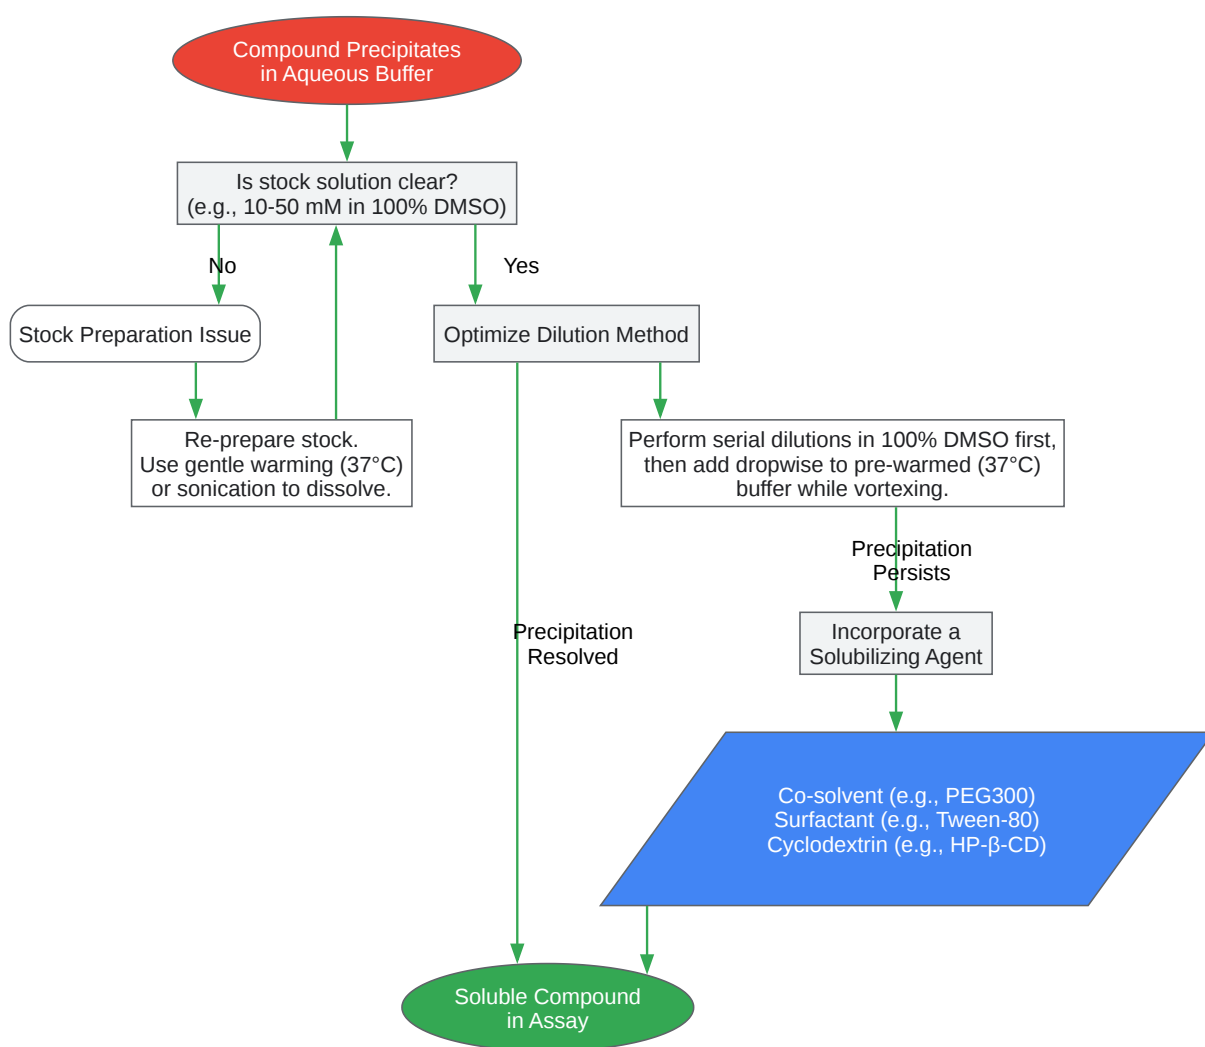 Compound Precipitates
in Aqueous Buffer
Is stock solution clear?
(e.g., 10-50 mM in 100% DMSO)
No
Yes
Stock Preparation Issue
Optimize Dilution Method
Re-prepare stock.
Use gentle warming (37°C)
or sonication to dissolve.
Perform serial dilutions in 100% DMSO first,
then add dropwise to pre-warmed (37°C)
buffer while vortexing.
Precipitation
Persists
Incorporate a
Solubilizing Agent
Precipitation
Resolved
Co-solvent (e.g., PEG300)
Surfactant (e.g., Tween-80)
Cyclodextrin (e.g., HP-β-CD)
Soluble Compound
in Assay